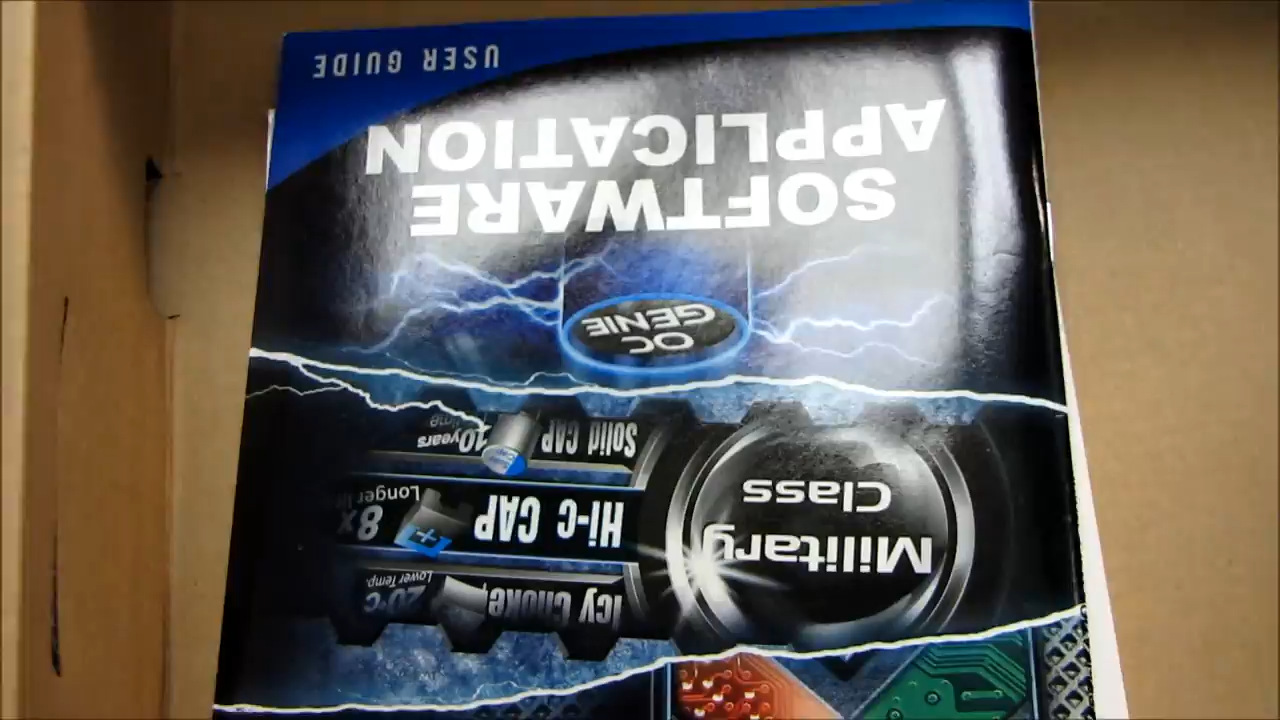 Military
Class
Icy Choke
20°C
Lower Temp.
Hi-c CAP
8x
Longer
Solid CAP
10years
OC
GENIE
SOFTWARE
APPLICATION
USER GUIDE